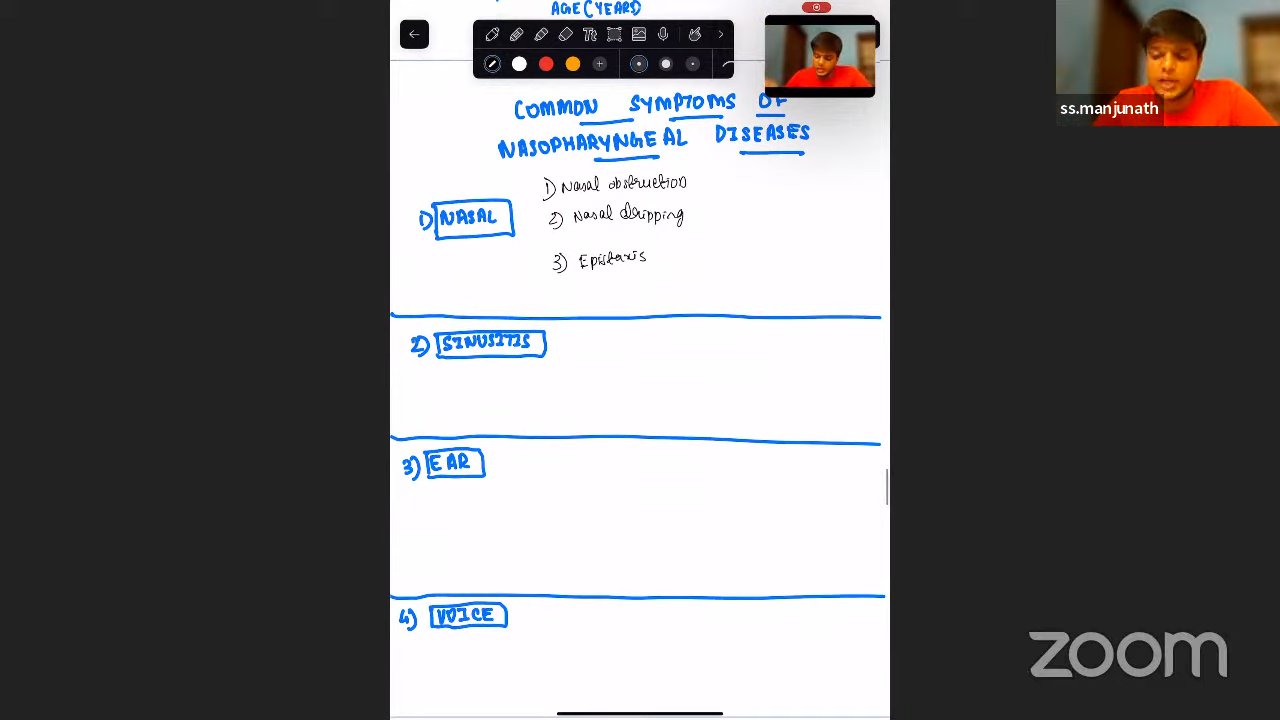 AGE (YEARS)
Tt
ss.manjunath
COMMON SYMPTOMS OF
NASOPHARYNGEAL DISEASES
1) NASAL
1) Nasal obstruction
2) Nasal dripping
3) Epistaxis
2) SINUSITIS
3) EAR
4) VOICE
zoom